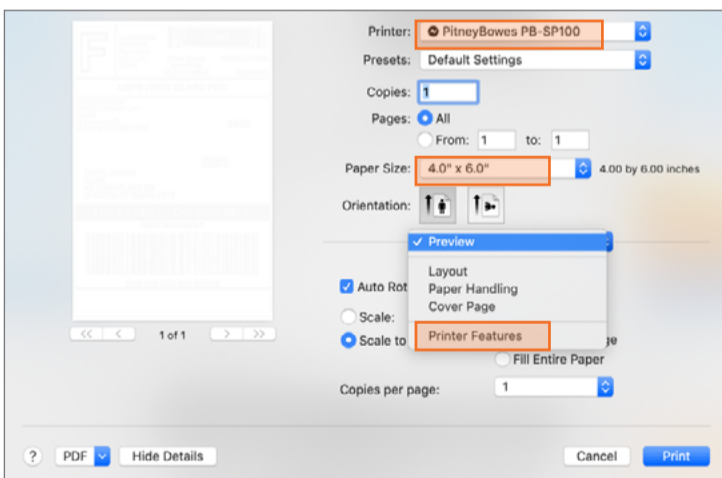 Printer: PitneyBowes PB-SP100
Presets: Default Settings
Copies: 1
Pages: All
From: 1 to: 1
Paper Size: 4.0" x 6.0" 4.00 by 6.00 inches
Orientation:
✓ Preview
Layout
Paper Handling
Cover Page
Printer Features
Auto Rot
Scale:
Scale to ge
Fill Entire Paper
Copies per page: 1
F
<< < 1 of 1 > >>
? PDF Hide Details Cancel Print